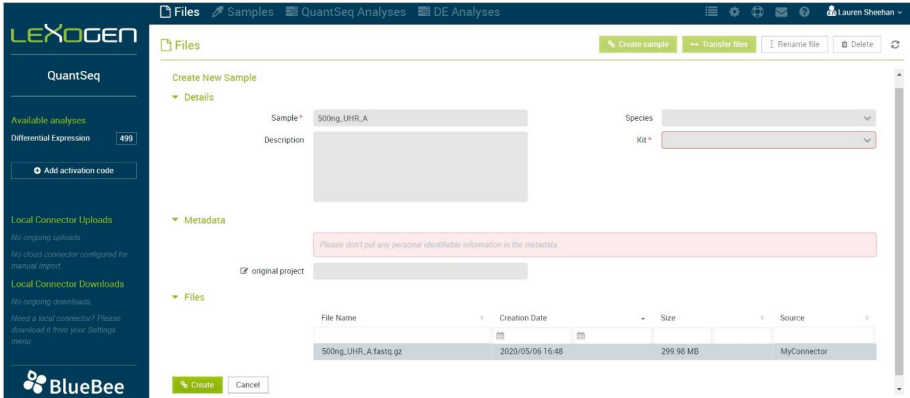 Files Samples QuantSeq Analyses DE Analyses Lauren Sheehan
LEXOGEN
QuantSeq
Available analyses
Differential Expression 499
Add activation code
Local Connector Uploads
No ongoing uploads
No cloud connector configured for
manual import.
Local Connector Downloads
No ongoing downloads
Need a local connector? Please
download it from your Settings
menu
BlueBee
Files Create sample Transfer files Rename file Delete
Create New Sample
Details
Sample * 500ng_UHR_A Species
Description Kit *
Metadata
Please don't put any personal identifiable information in the metadata.
original project
Files
File Name Creation Date Size Source
500ng_UHR_A.fastq.gz 2020/05/06 16:48 299.98 MB MyConnector
Create Cancel